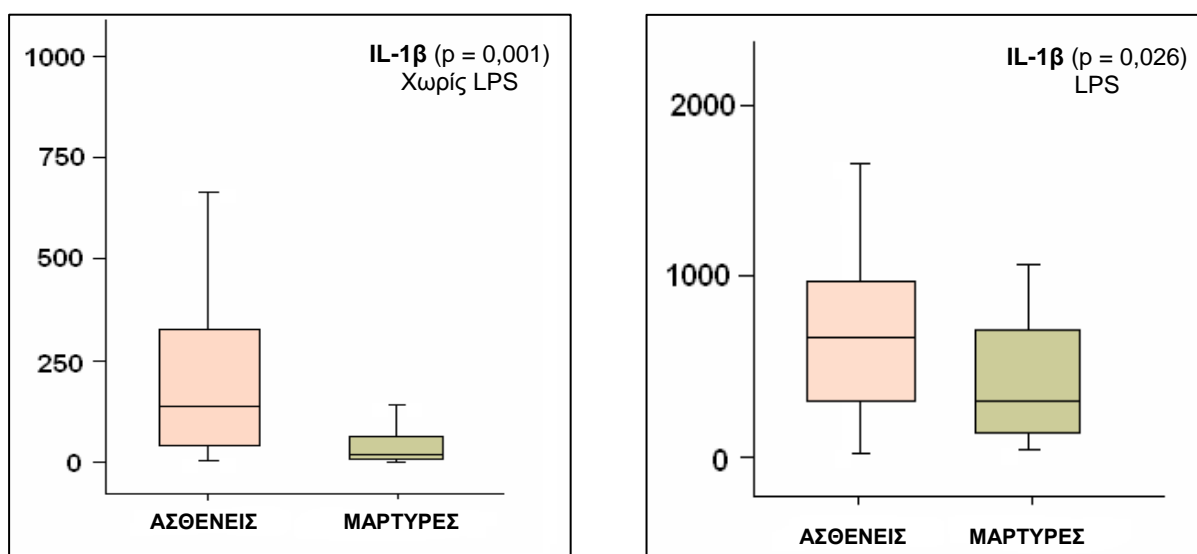 IL-1β (p = 0,001)
Χωρίς LPS
1000
750
500
250
0
ΑΣΘΕΝΕΙΣ ΜΑΡΤΥΡΕΣ
IL-1β (p = 0,026)
LPS
2000
1000
0
ΑΣΘΕΝΕΙΣ ΜΑΡΤΥΡΕΣ